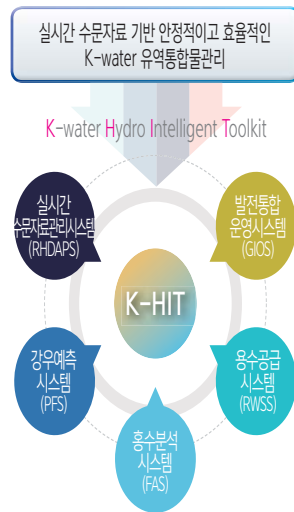 실시간 수문자료 기반 안정적이고 효율적인
K-water 유역통합물관리
K-water Hydro Intelligent Toolkit
실시간
수문자료관리시스템
(RHDAPS)
발전통합
운영시스템
(GIOS)
K-HIT
강우예측
시스템
(PFS)
용수공급
시스템
(RWSS)
홍수분석
시스템
(FAS)